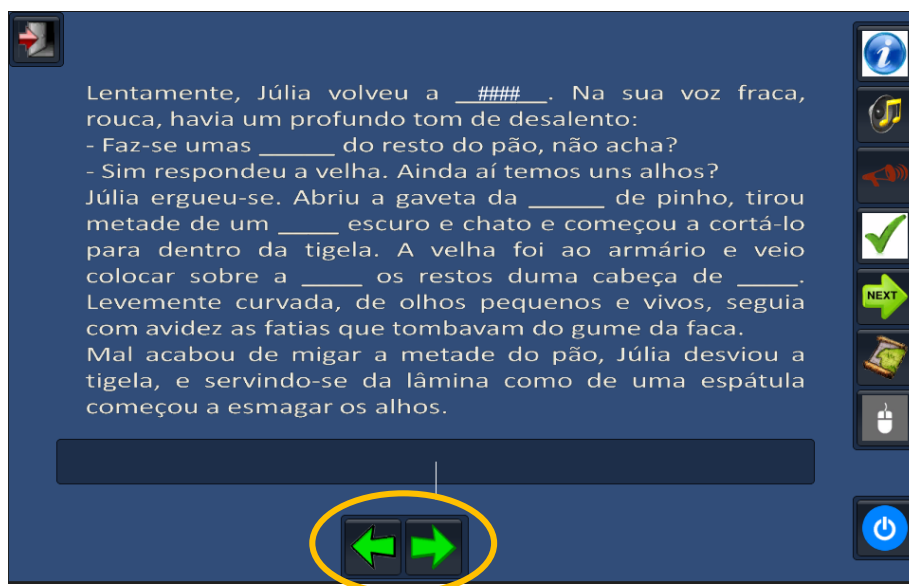 Lentamente, Júlia volveu a __####__. Na sua voz fraca,
rouca, havia um profundo tom de desalento:
- Faz-se umas ______ do resto do pão, não acha?
- Sim respondeu a velha. Ainda aí temos uns alhos?
Júlia ergueu-se. Abriu a gaveta da ______ de pinho, tirou
metade de um _____ escuro e chato e começou a cortá-lo
para dentro da tigela. A velha foi ao armário e veio
colocar sobre a _____ os restos duma cabeça de _____.
Levemente curvada, de olhos pequenos e vivos, seguia
com avidez as fatias que tombavam do gume da faca.
Mal acabou de migar a metade do pão, Júlia desviou a
tigela, e servindo-se da lâmina como de uma espátula
começou a esmagar os alhos.
NEXT